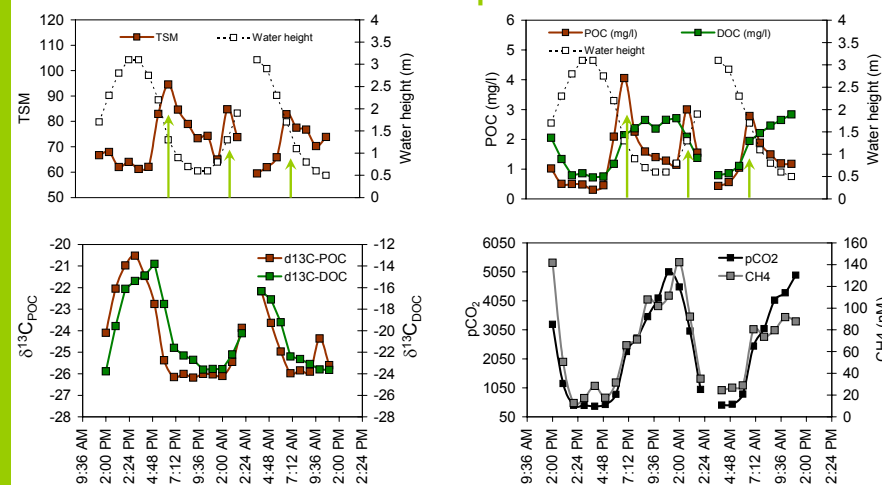 TSM
Water height
TSM
120
110
100
90
80
70
60
50
4
3.5
3
2.5
2
1.5
1
0.5
0
Water height (m)
POC (mg/l)
DOC (mg/l)
Water height
POC (mg/l)
6
5
4
3
2
1
0
4
3.5
3
2.5
2
1.5
1
0.5
0
Water height (m)
d13C-POC
d13C-DOC
δ¹³C_POC
-20
-21
-22
-23
-24
-25
-26
-27
-28
-12
-14
-16
-18
-20
-22
-24
-26
-28
δ¹³C_DOC
9:36 AM
2:00 PM
2:24 PM
4:48 PM
7:12 PM
9:36 PM
2:00 AM
2:24 AM
4:48 AM
7:12 AM
9:36 AM
2:00 PM
2:24 PM
pCO2
CH4
pCO₂
6050
5050
4050
3050
2050
1050
50
160
140
120
100
80
60
40
20
0
CH4 (nM)
9:36 AM
2:00 PM
2:24 PM
4:48 PM
7:12 PM
9:36 PM
2:00 AM
2:24 AM
4:48 AM
7:12 AM
9:36 AM
2:00 PM
2:24 PM